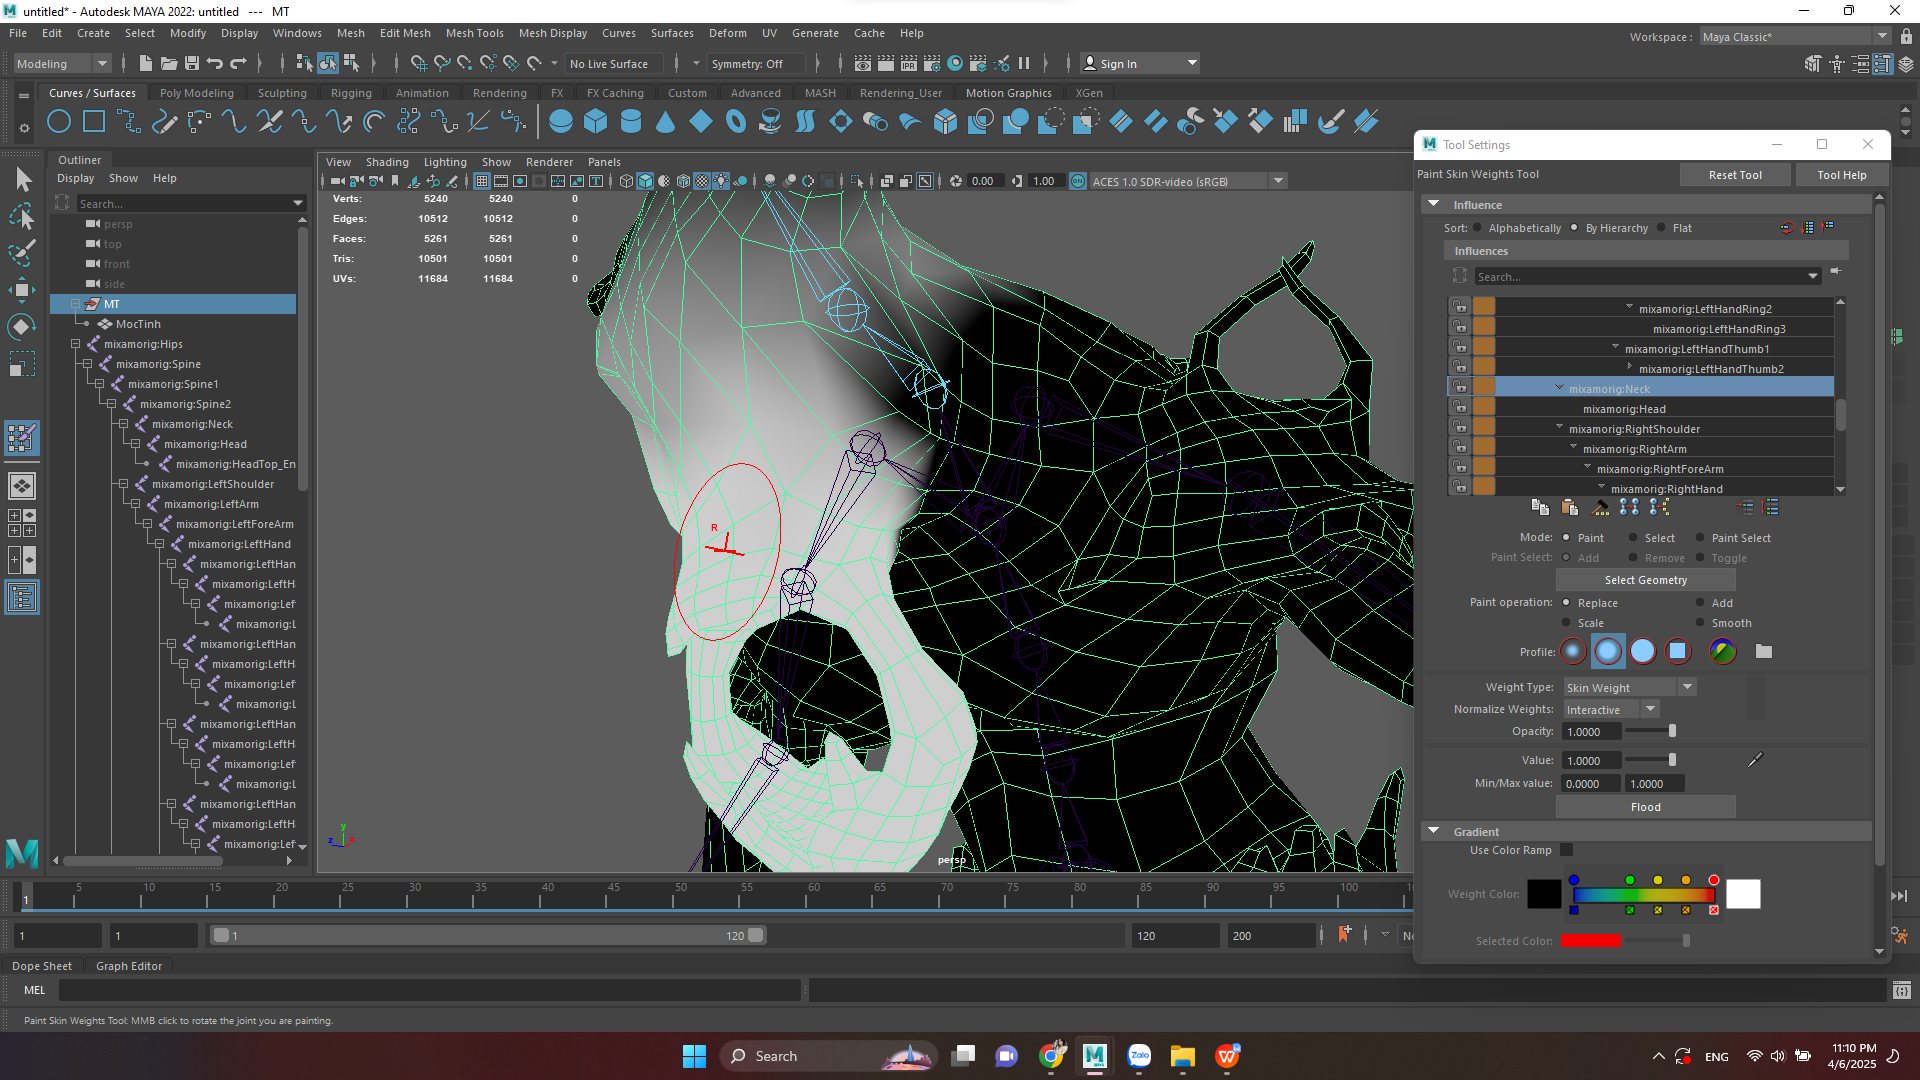 untitled* - Autodesk MAYA 2022: untitled --- MT
File Edit Create Select Modify Display Windows Mesh Edit Mesh Mesh Tools Mesh Display Curves Surfaces Deform UV Generate Cache Help
Workspace : Maya Classic*
Modeling No Live Surface Symmetry: Off Sign In
Curves / Surfaces Poly Modeling Sculpting Rigging Animation Rendering FX FX Caching Custom Advanced MASH Rendering_User Motion Graphics XGen
Outliner
Display Show Help
Search...
persp
top
front
side
MT
MocTinh
mixamorig:Hips
mixamorig:Spine
mixamorig:Spine1
mixamorig:Spine2
mixamorig:Neck
mixamorig:Head
mixamorig:HeadTop_En
mixamorig:LeftShoulder
mixamorig:LeftArm
mixamorig:LeftForeArm
mixamorig:LeftHand
mixamorig:LeftHan
mixamorig:LeftH
mixamorig:Lef
mixamorig:L
mixamorig:LeftHan
mixamorig:LeftH
mixamorig:Lef
mixamorig:L
mixamorig:LeftHan
mixamorig:LeftH
mixamorig:Lef
mixamorig:L
mixamorig:LeftHan
mixamorig:LeftH
mixamorig:Lef
View Shading Lighting Show Renderer Panels
0.00 1.00 ACES 1.0 SDR-video (sRGB)
Verts: 5240 5240 0
Edges: 10512 10512 0
Faces: 5261 5261 0
Tris: 10501 10501 0
UVs: 11684 11684 0
R
y
z
persp
Tool Settings
Paint Skin Weights Tool Reset Tool Tool Help
Influence
Sort: Alphabetically By Hierarchy Flat
Influences
Search...
mixamorig:LeftHandRing2
mixamorig:LeftHandRing3
mixamorig:LeftHandThumb1
mixamorig:LeftHandThumb2
mixamorig:Neck
mixamorig:Head
mixamorig:RightShoulder
mixamorig:RightArm
mixamorig:RightForeArm
mixamorig:RightHand
Mode: Paint Select Paint Select
Paint Select: Add Remove Toggle
Select Geometry
Paint operation: Replace Add
Scale Smooth
Profile:
Weight Type: Skin Weight
Normalize Weights: Interactive
Opacity: 1.0000
Value: 1.0000
Min/Max value: 0.0000 1.0000
Flood
Gradient
Use Color Ramp
Weight Color:
Selected Color:
5 10 15 20 25 30 35 40 45 50 55 60 65 70 75 80 85 90 95 100
1
1 1 1 120 120 200
Dope Sheet Graph Editor
MEL
Paint Skin Weights Tool: MMB click to rotate the joint you are painting.
Search
Zalo
ENG
11:10 PM
4/6/2025